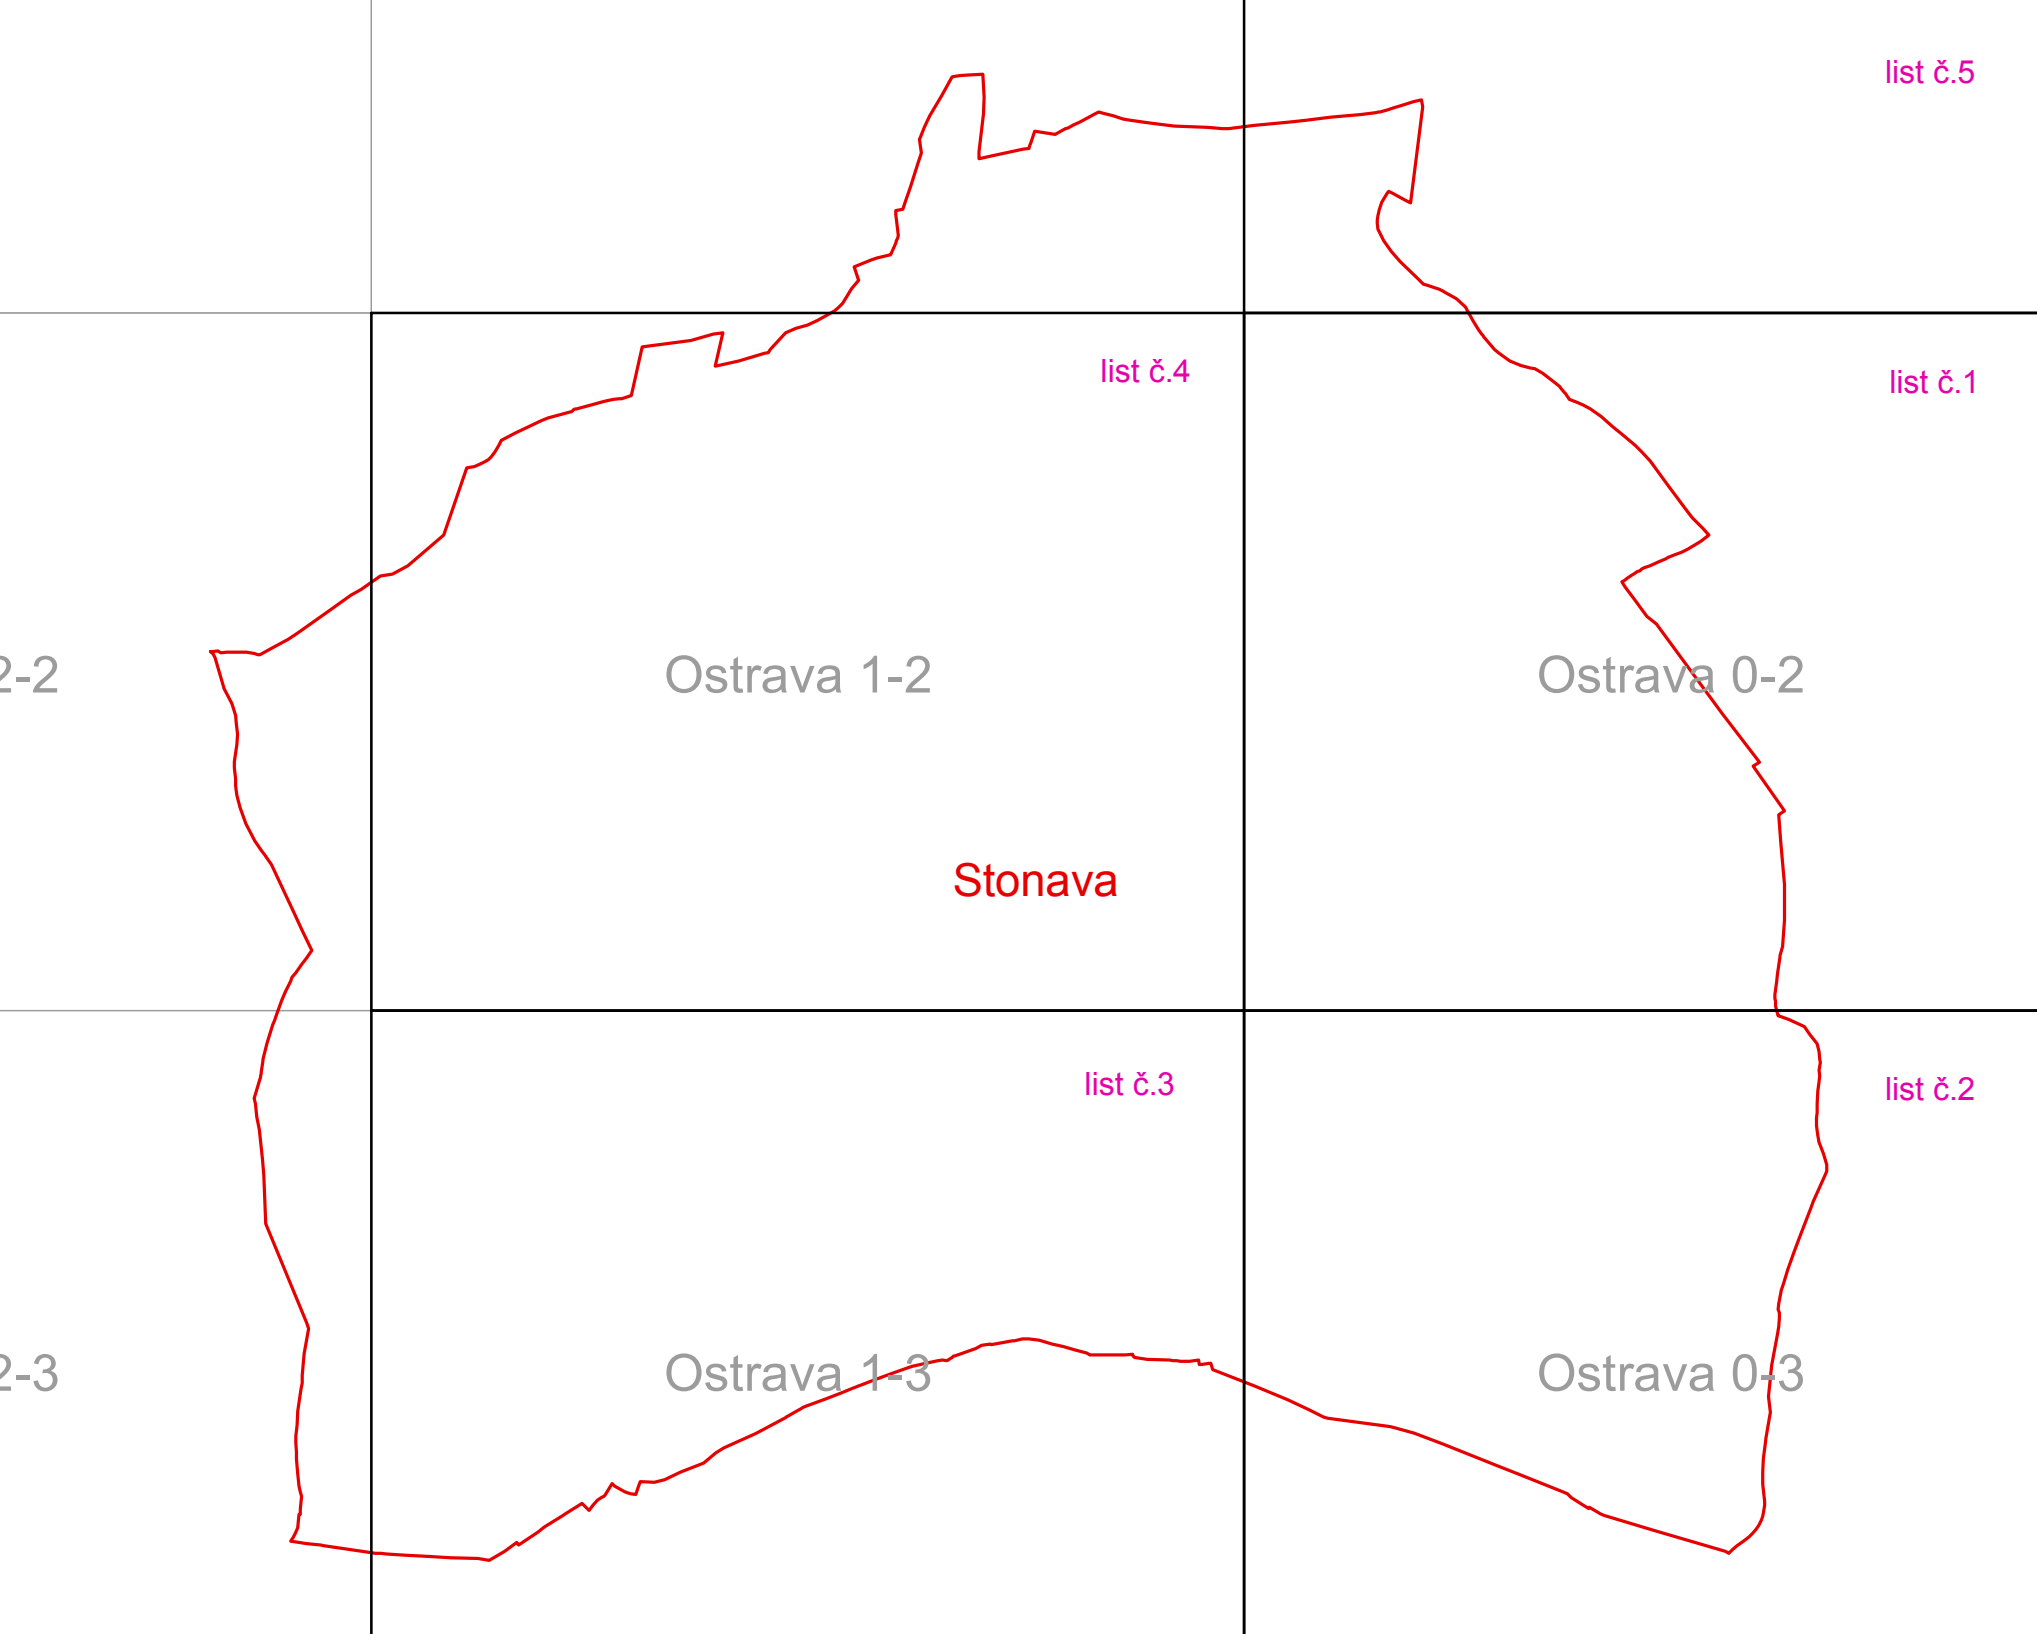 list č.5
list č.4
list č.1
2-2
Ostrava 1-2
Ostrava 0-2
Stonava
list č.3
list č.2
2-3
Ostrava 1-3
Ostrava 0-3